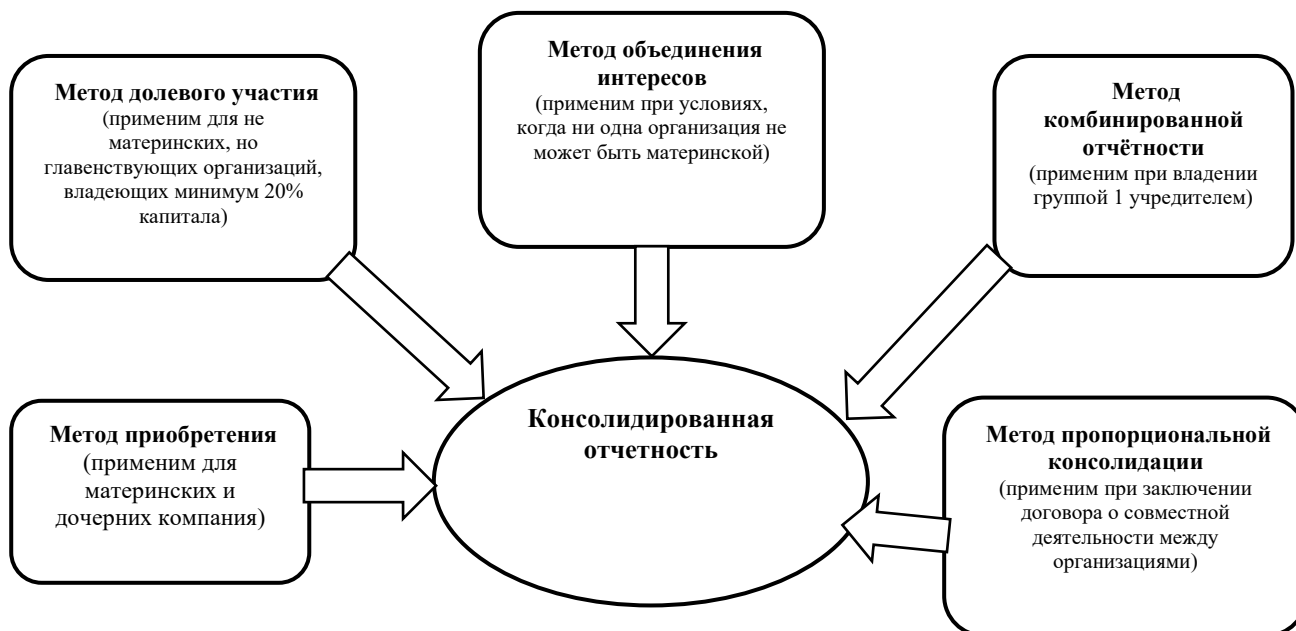 Метод долевого участия
(применим для не
материнских, но
главенствующих организаций,
владеющих минимум 20%
капитала)
Метод объединения
интересов
(применим при условиях,
когда ни одна организация не
может быть материнской)
Метод
комбинированной
отчётности
(применим при владении
группой 1 учредителем)
Метод приобретения
(применим для
материнских и
дочерних компания)
Консолидированная
отчетность
Метод пропорциональной
консолидации
(применим при заключении
договора о совместной
деятельности между
организациями)